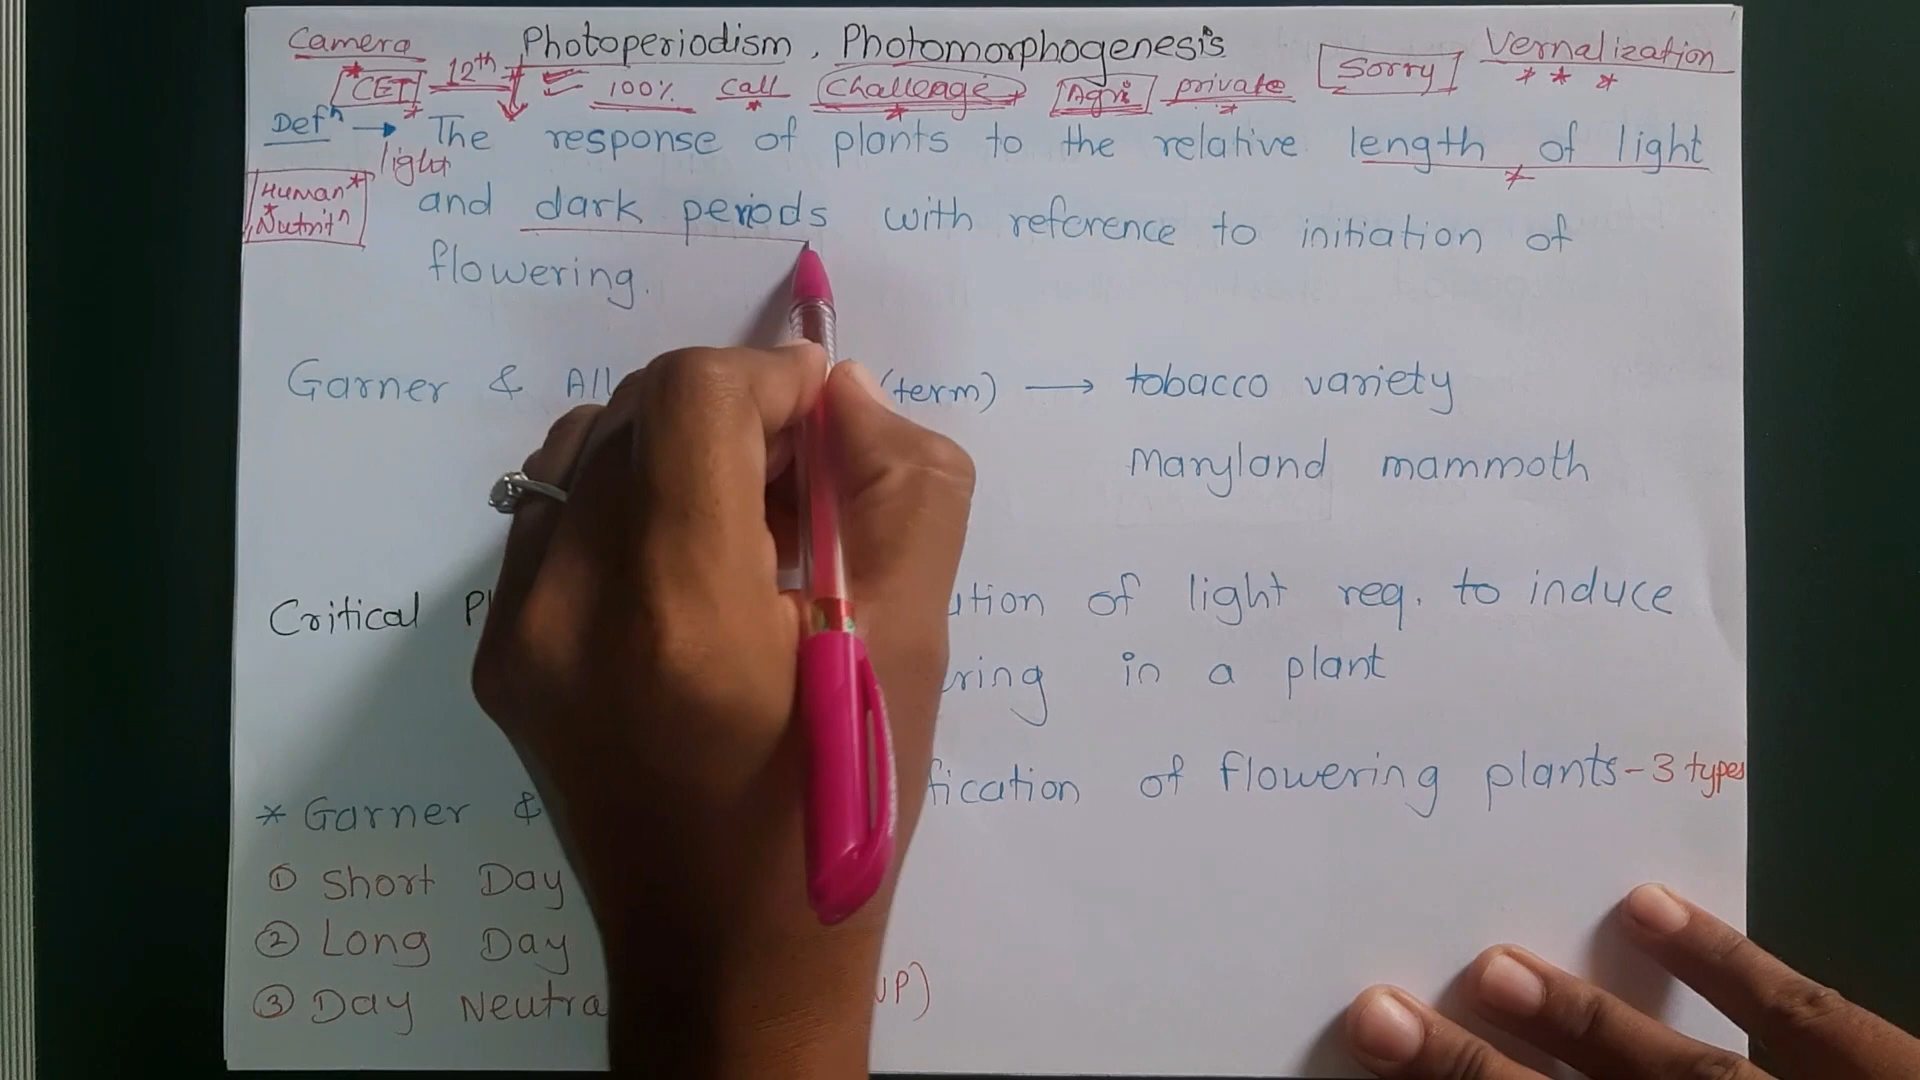 Camera Photoperiodism, Photomorphogenesis Sorry Vernalization
CET 12th 100% call Challenge Agri private
Defn → The response of plants to the relative length of light
light
Human
Nutritn
and dark periods with reference to initiation of
flowering.
Garner & All (term) → tobacco variety
Maryland mammoth
Critical of light req. to induce
in a plant
* Garner & of flowering plants - 3 types
① Short Day
② Long Day
③ Day Neutra